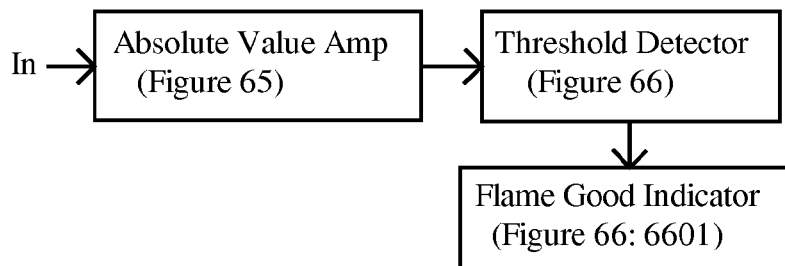 In
Absolute Value Amp
(Figure 65)
Threshold Detector
(Figure 66)
Flame Good Indicator
(Figure 66: 6601)